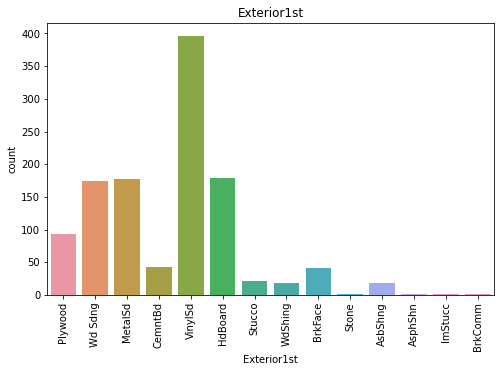 Exterior1st
count
400
350
300
250
200
150
100
50
0
Plywood
Wd Sdng
MetalSd
CemntBd
VinylSd
HdBoard
Stucco
WdShing
BrkFace
Stone
AsbShng
AsphShn
ImStucc
BrkComm
Exterior1st